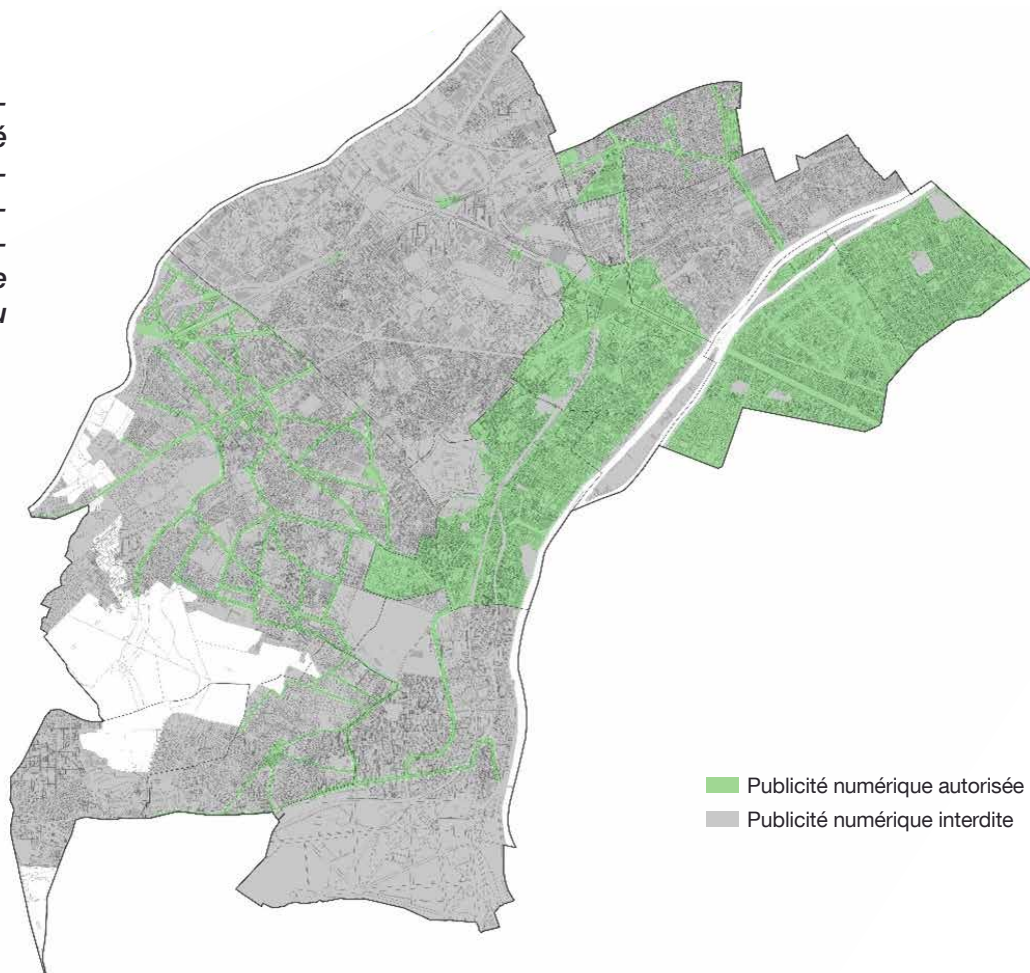 -
é
-
-
-
e
u
Publicité numérique autorisée
Publicité numérique interdite